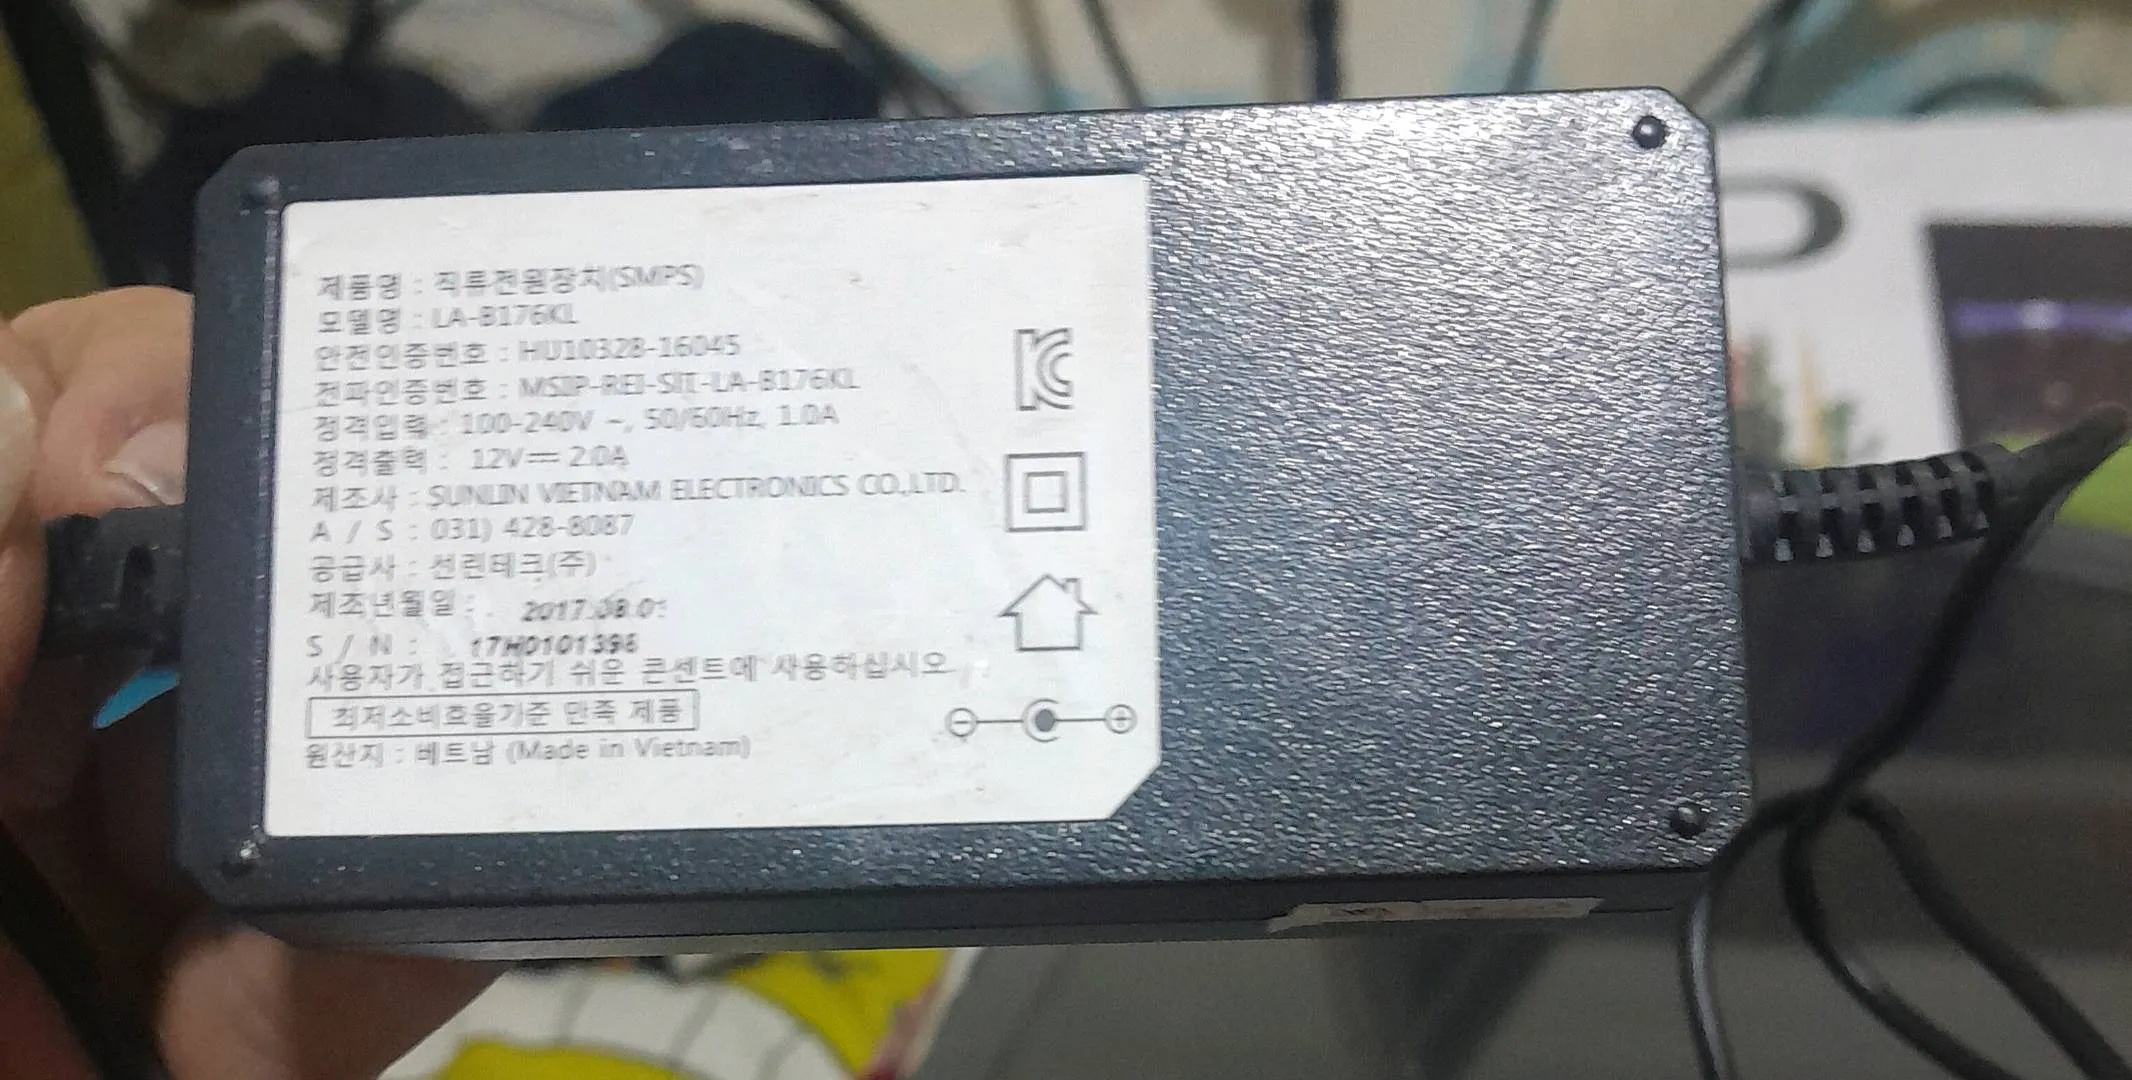 제품명 : 직류전원장치(SMPS)
모델명 : LA-B176KL
안전인증번호 : HU10328-16045
전파인증번호 : MSIP-REI-SIT-LA-B176KL
정격입력 : 100-240V ~, 50/60Hz, 1.0A
정격출력 : 12V⎓ 2.0A
제조사 : SUNLIN VIETNAM ELECTRONICS CO.,LTD.
A / S : 031) 428-8087
공급사 : 선린테크(주)
제조년월일 : 2017.08.01
S / N : 17H0101396
사용자가 접근하기 쉬운 콘센트에 사용하십시오.
최저소비효율기준 만족 제품
원산지 : 베트남 (Made in Vietnam)